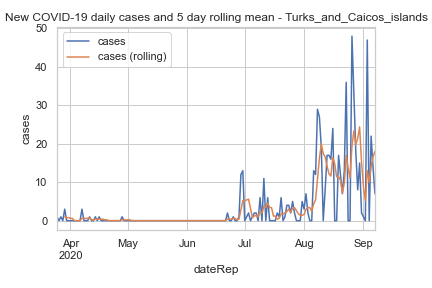 New COVID-19 daily cases and 5 day rolling mean - Turks_and_Caicos_islands
50
40
30
20
10
0
cases
cases
cases (rolling)
Apr
2020
May
Jun
Jul
Aug
Sep
dateRep